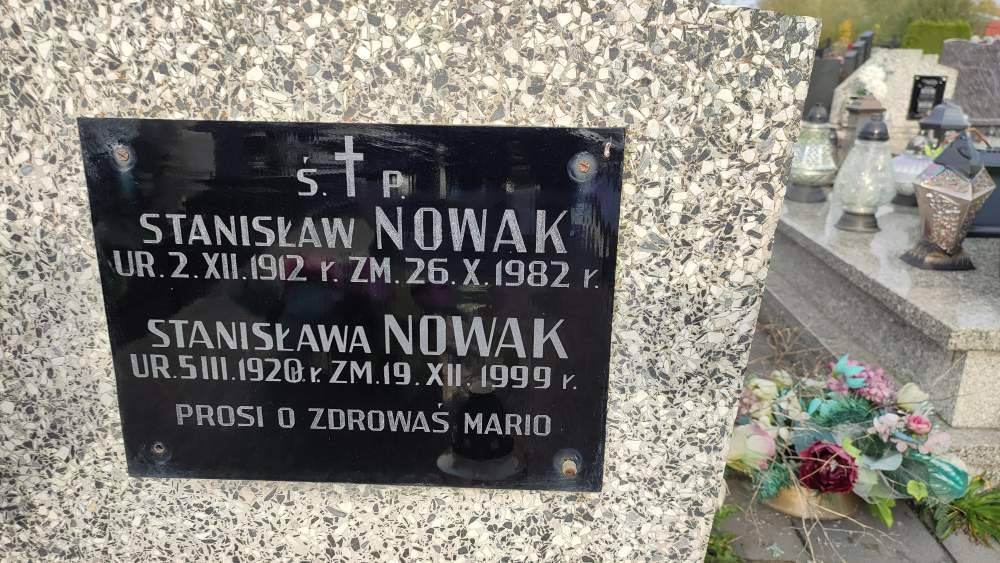 Ś. P.
STANISŁAW NOWAK
UR. 2. XII. 1912 r. ZM. 26. X. 1982 r.
STANISŁAWA NOWAK
UR. 5 III. 1920 r. ZM. 19. XII. 1999 r.
PROSI O ZDROWAŚ MARIO